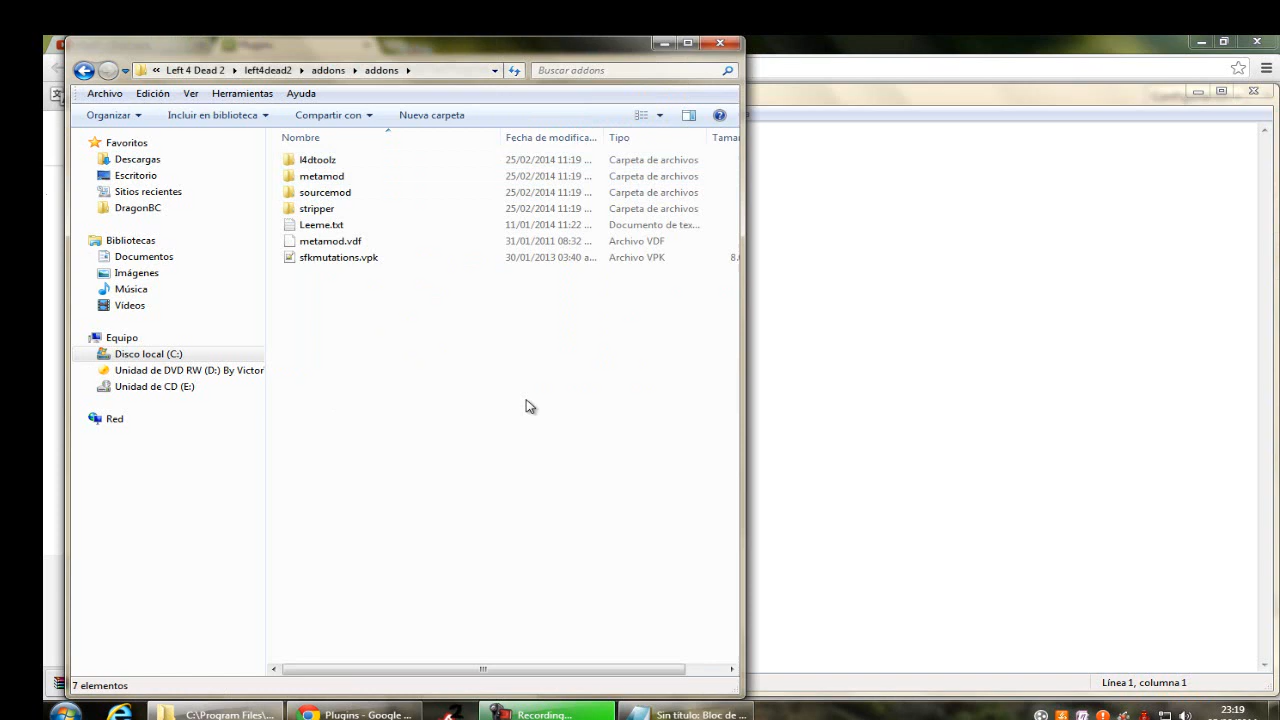 Left 4 Dead 2 left4dead2 addons addons
Buscar addons
Archivo Edición Ver Herramientas Ayuda
Organizar Incluir en biblioteca Compartir con Nueva carpeta
Nombre Fecha de modifica... Tipo Tamañ
Favoritos
Descargas
Escritorio
Sitios recientes
DragonBC
Bibliotecas
Documentos
Imágenes
Música
Vídeos
Equipo
Disco local (C:)
Unidad de DVD RW (D:) By Victor
Unidad de CD (E:)
Red
l4dtoolz 25/02/2014 11:19 ... Carpeta de archivos
metamod 25/02/2014 11:19 ... Carpeta de archivos
sourcemod 25/02/2014 11:19 ... Carpeta de archivos
stripper 25/02/2014 11:19 ... Carpeta de archivos
Leeme.txt 11/01/2014 11:22 ... Documento de tex...
metamod.vdf 31/01/2011 08:32 ... Archivo VDF
sfkmutations.vpk 30/01/2013 03:40 a... Archivo VPK 8.
7 elementos
Línea 1, columna 1
C:\Program Files\... Plugins - Google ... Recording... Sin título: Bloc de ...
23:19